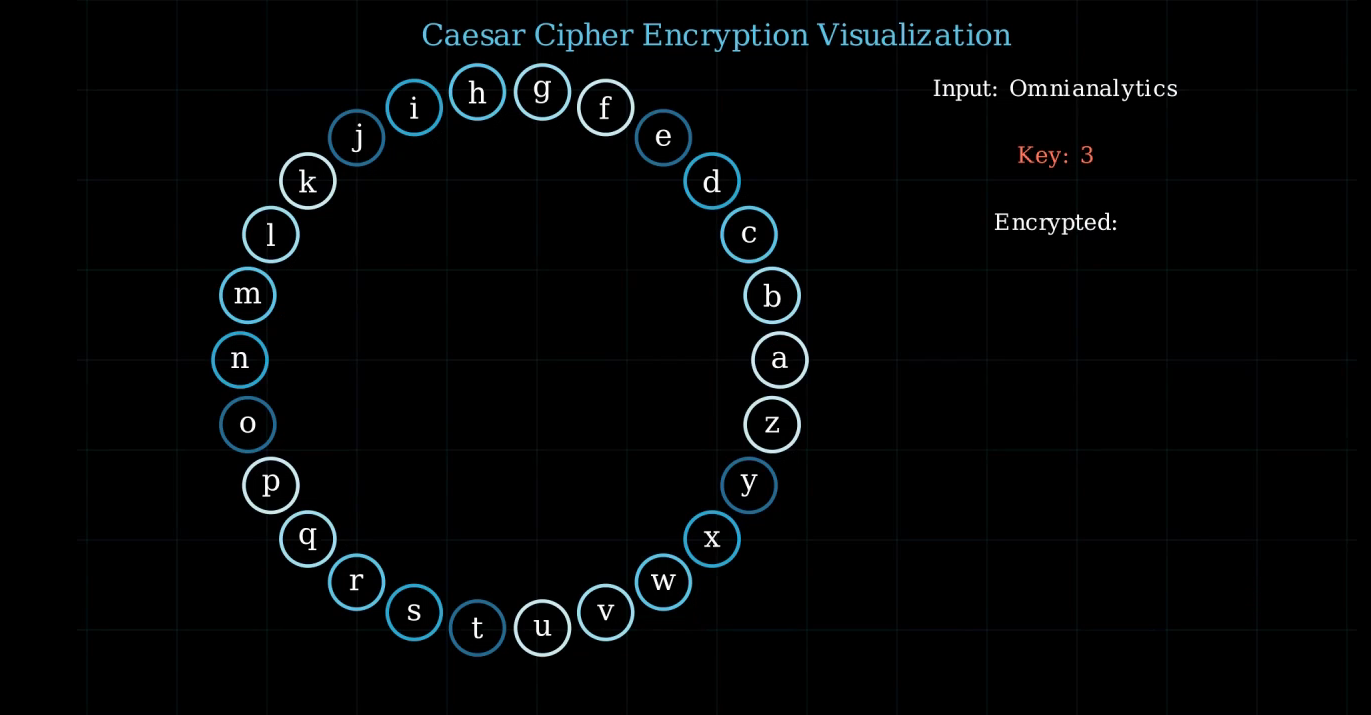 Caesar Cipher Encryption Visualization
Input: Omnianalytics
Key: 3
Encrypted:
a
b
c
d
e
f
g
h
i
j
k
l
m
n
o
p
q
r
s
t
u
v
w
x
y
z